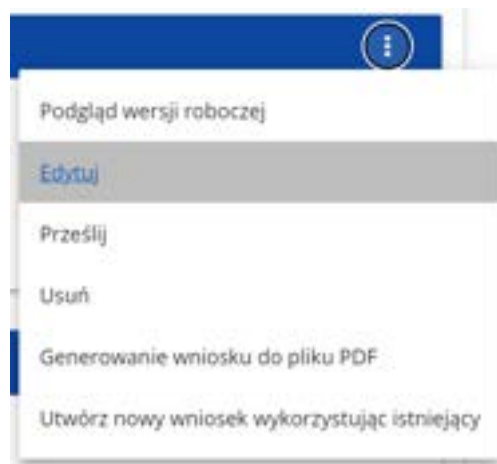 Podgląd wersji roboczej
Edytuj
Prześlij
Usuń
Generowanie wniosku do pliku PDF
Utwórz nowy wniosek wykorzystując istniejący